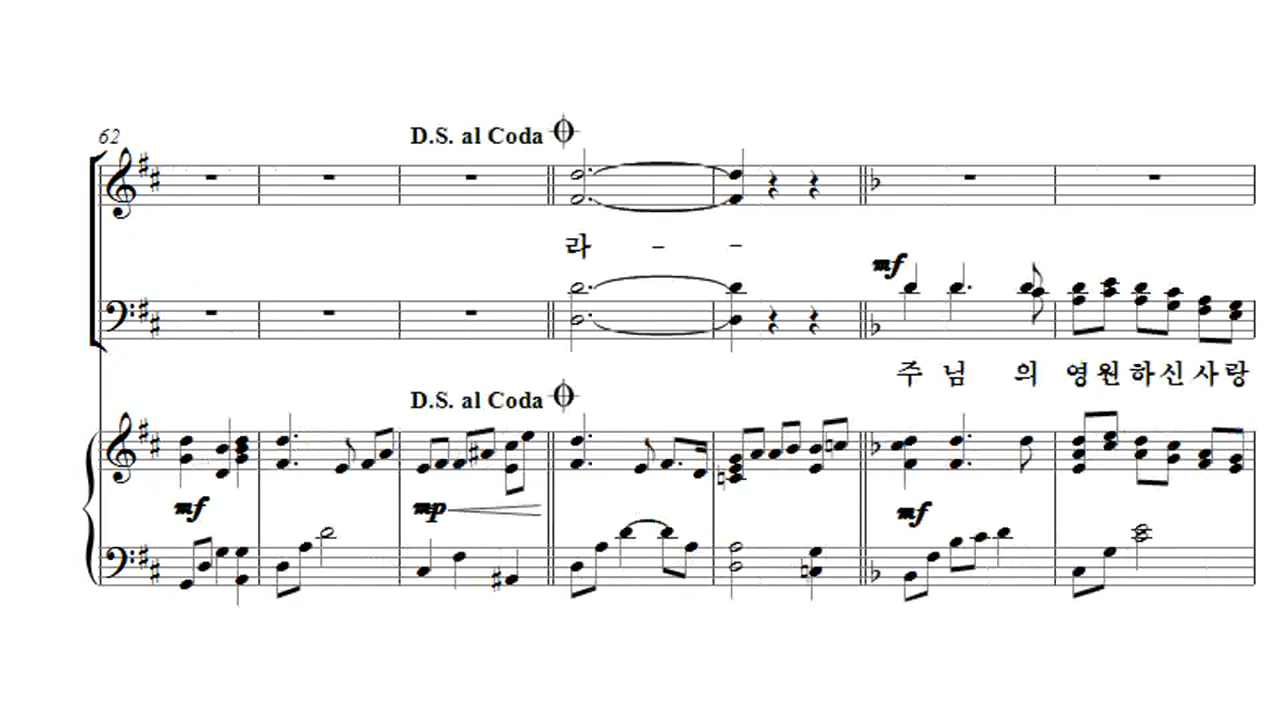 62
D.S. al Coda
라 - -
mf
주 님 의 영 원 하 신 사 랑
D.S. al Coda
mf mp mf